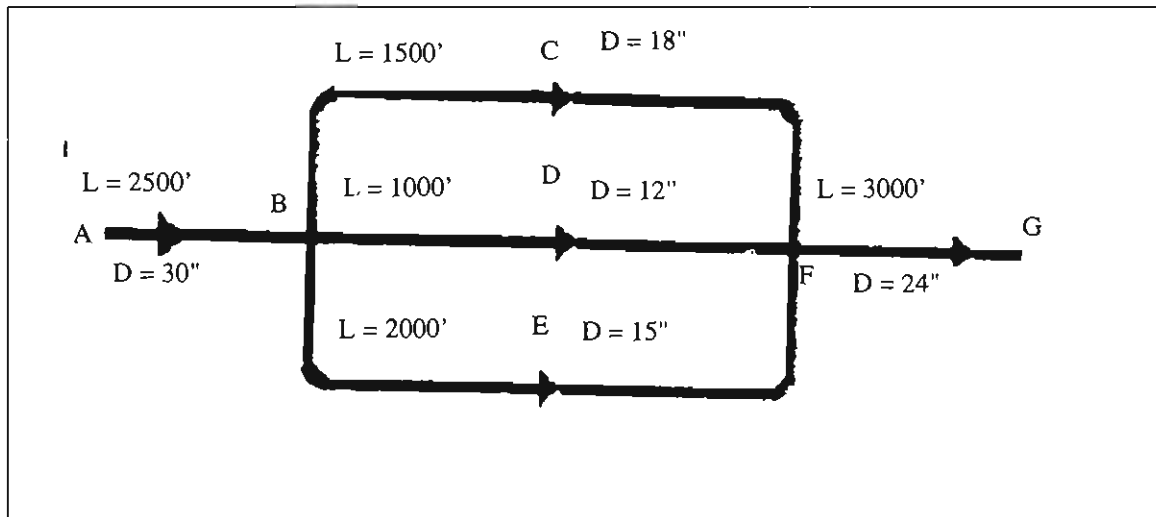 L = 1500' C D = 18"
L = 2500' B L = 1000' D D = 12" L = 3000' G
A D = 30" F D = 24"
L = 2000' E D = 15"